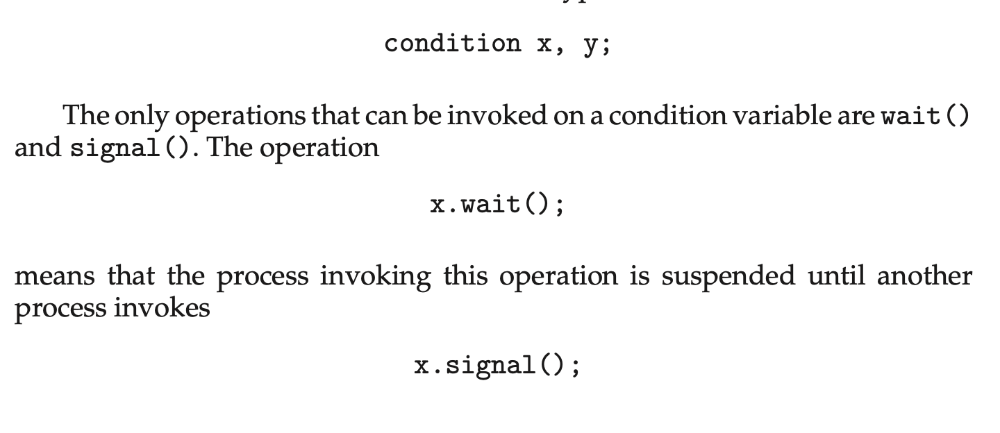 condition x, y;
The only operations that can be invoked on a condition variable are wait()
and signal(). The operation
x.wait();
means that the process invoking this operation is suspended until another
process invokes
x.signal();